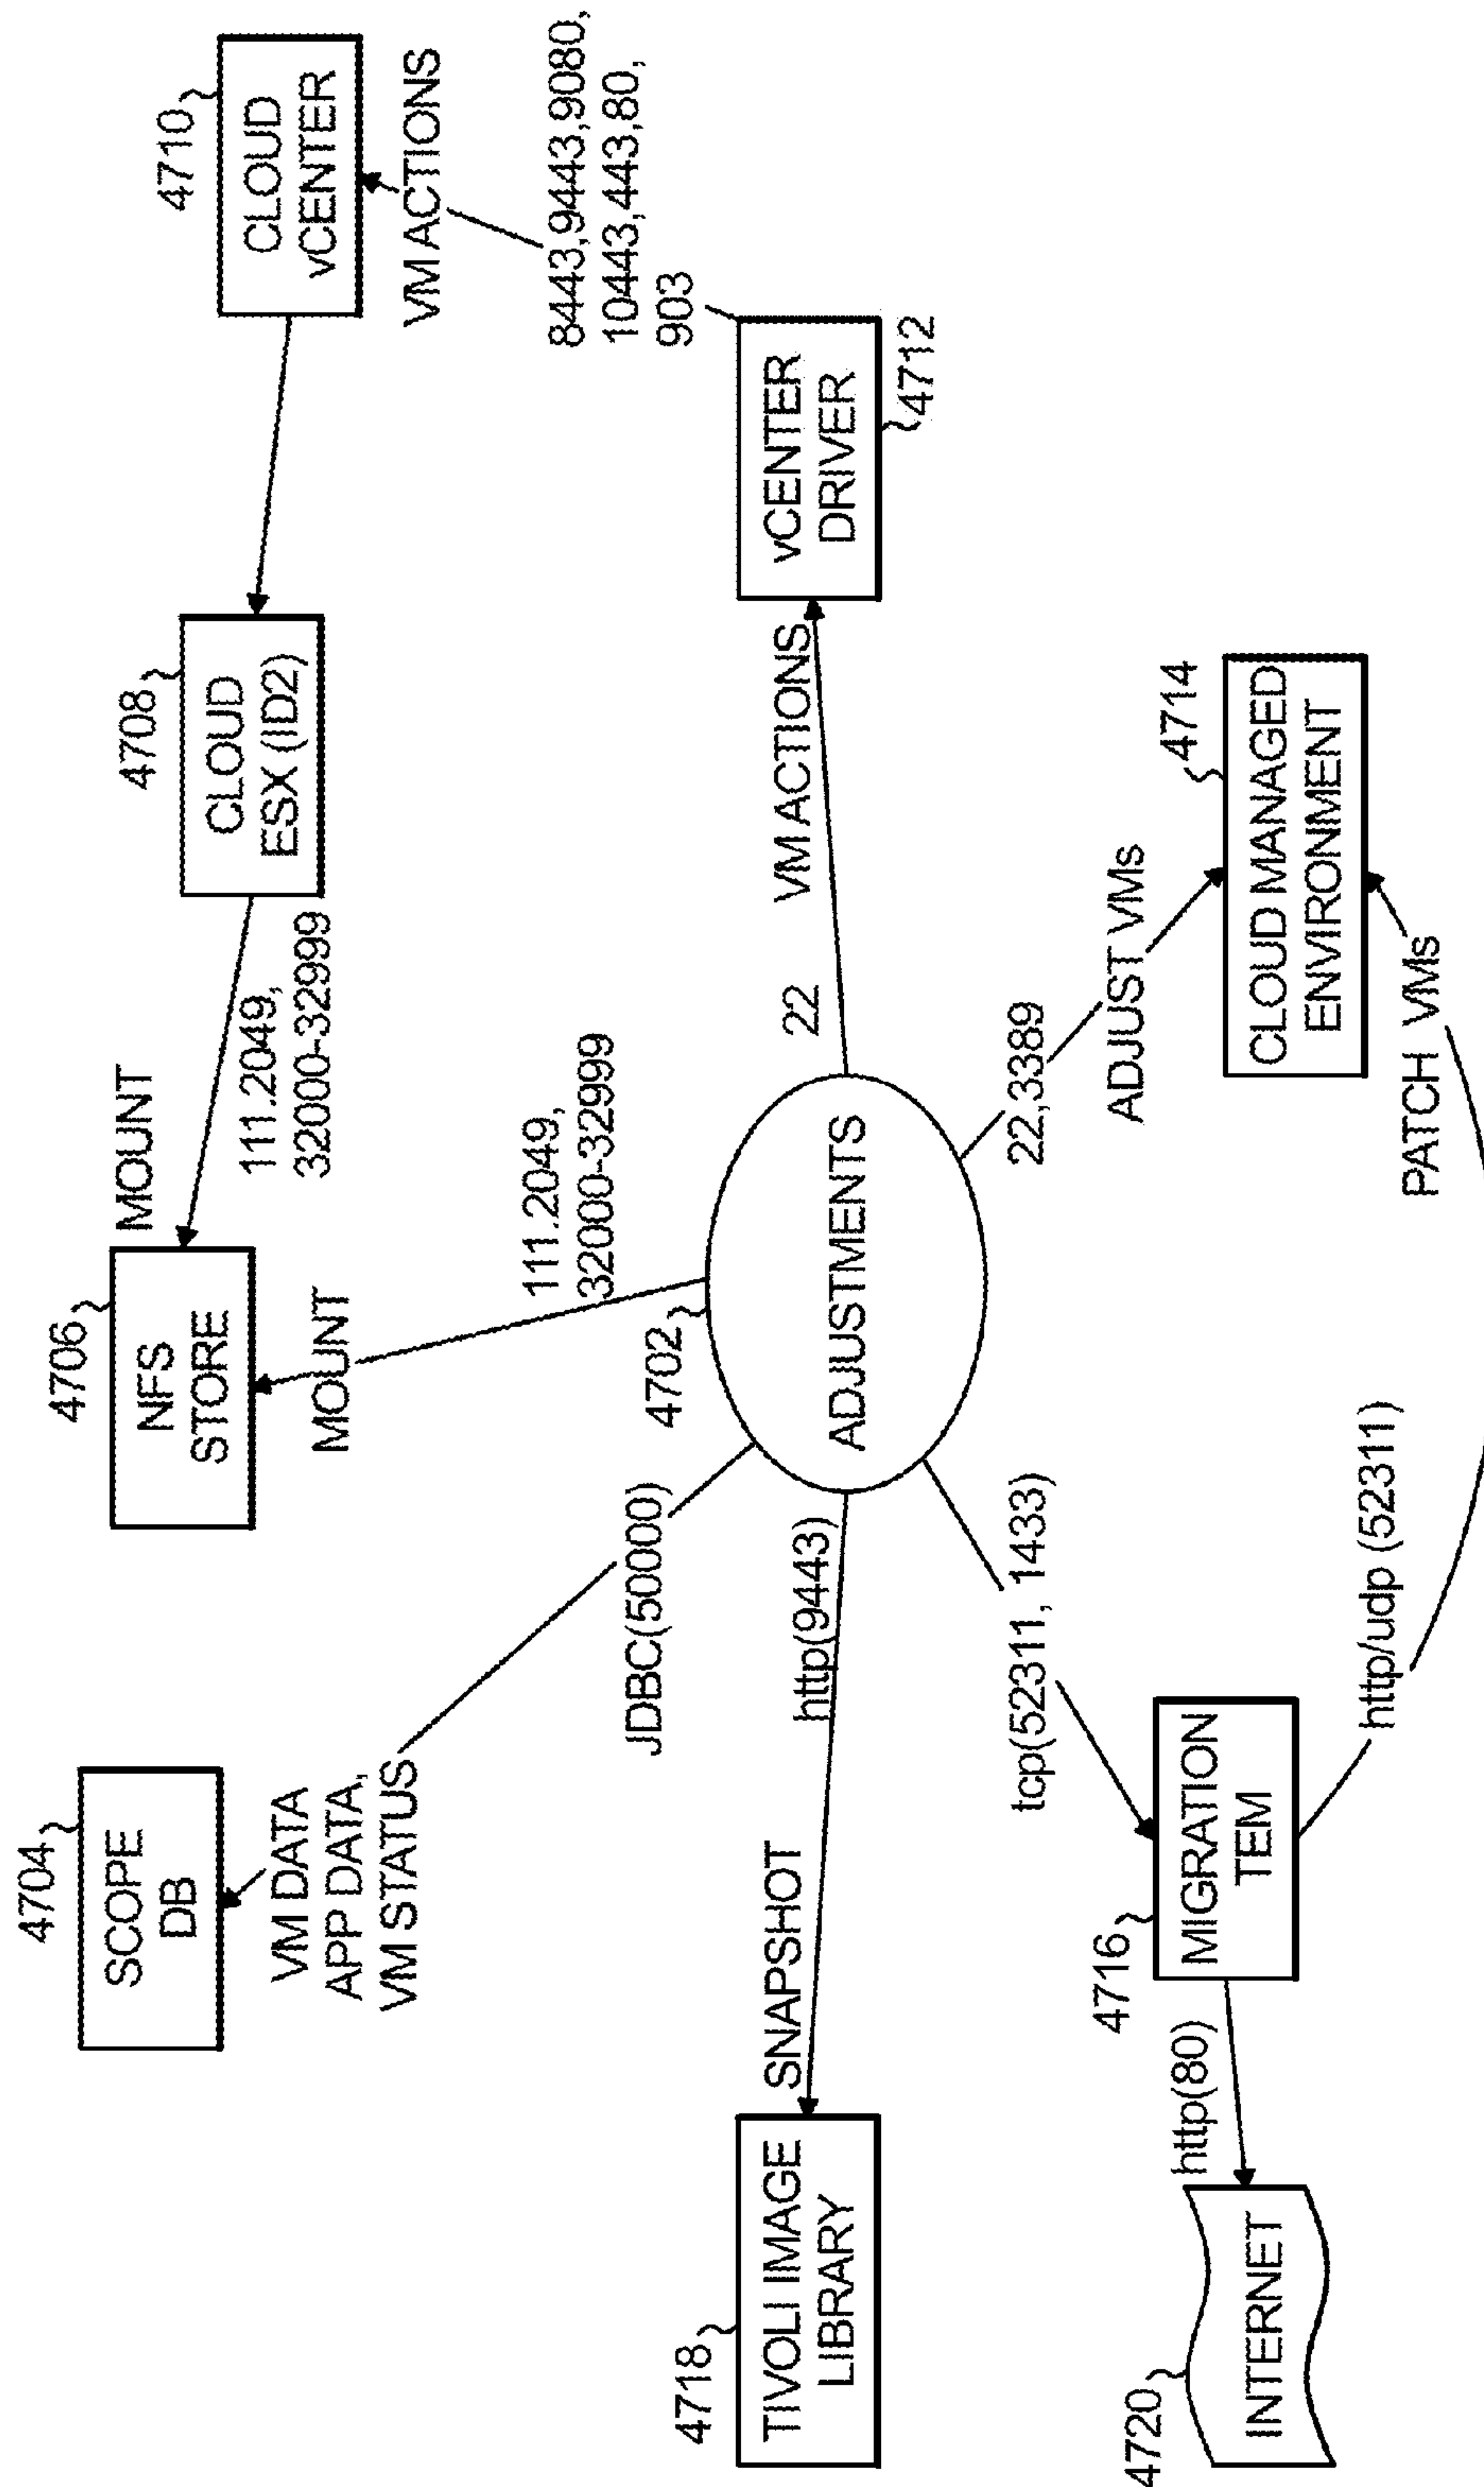 4704
SCOPE
DB
VM DATA
APP DATA,
VM STATUS
JDBC(50000)
4706
NFS
STORE
MOUNT
MOUNT
111.2049,
32000-32999
4708
CLOUD
ESX (ID2)
111.2049,
32000-32999
4710
CLOUD
vCENTER
VM ACTIONS
8443,9443,9080,
10443,443,80,
903
4718
TIVOLI IMAGE
LIBRARY
SNAPSHOT
http(9443)
4702
ADJUSTMENTS
22
VM ACTIONS
vCENTER
DRIVER
4712
4720
INTERNET
http(80)
4716
MIGRATION
TEM
tcp(52311, 1433)
http/udp (52311)
22,3389
ADJUST VMs
4714
CLOUD MANAGED
ENVIRONMENT
PATCH VMs